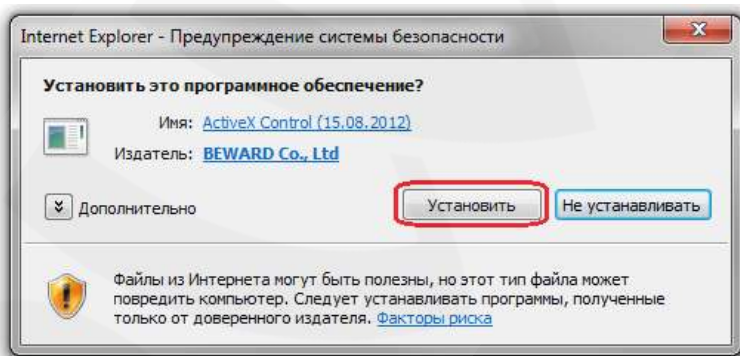 Internet Explorer - Предупреждение системы безопасности
Установить это программное обеспечение?
Имя: ActiveX Control (15.08.2012)
Издатель: BEWARD Co., Ltd
Дополнительно
Установить
Не устанавливать
Файлы из Интернета могут быть полезны, но этот тип файла может
повредить компьютер. Следует устанавливать программы, полученные
только от доверенного издателя. Факторы риска